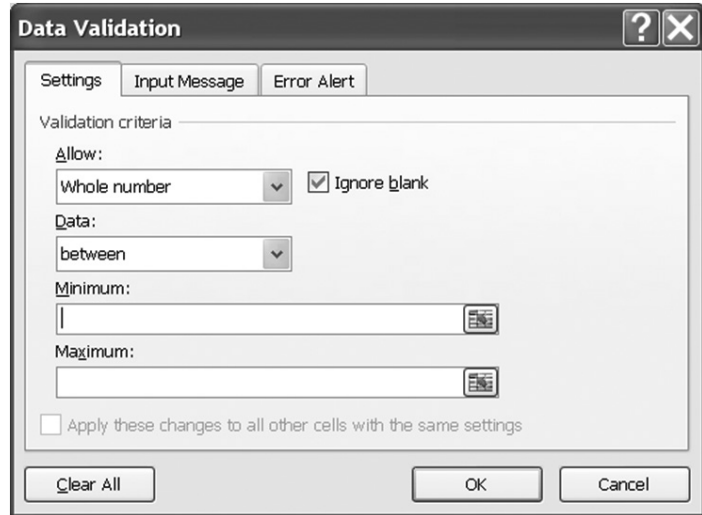 Data Validation
Settings Input Message Error Alert
Validation criteria
Allow:
Whole number Ignore blank
Data:
between
Minimum:
Maximum:
Apply these changes to all other cells with the same settings
Clear All OK Cancel